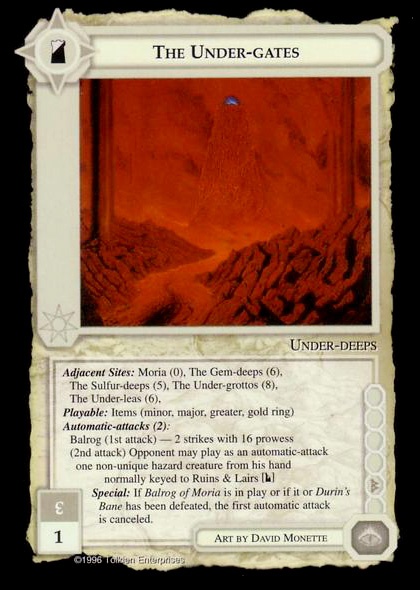 THE UNDER-GATES
UNDER-DEEPS
Adjacent Sites: Moria (0), The Gem-deeps (6),
The Sulfur-deeps (5), The Under-grottos (8),
The Under-leas (6),
Playable: Items (minor, major, greater, gold ring)
Automatic-attacks (2):
Balrog (1st attack) — 2 strikes with 16 prowess
(2nd attack) Opponent may play as an automatic-attack
one non-unique hazard creature from his hand
normally keyed to Ruins & Lairs []
Special: If Balrog of Moria is in play or if it or Durin's
Bane has been defeated, the first automatic attack
is canceled.
3
1
ART BY DAVID MONETTE
©1996 Tolkien Enterprises